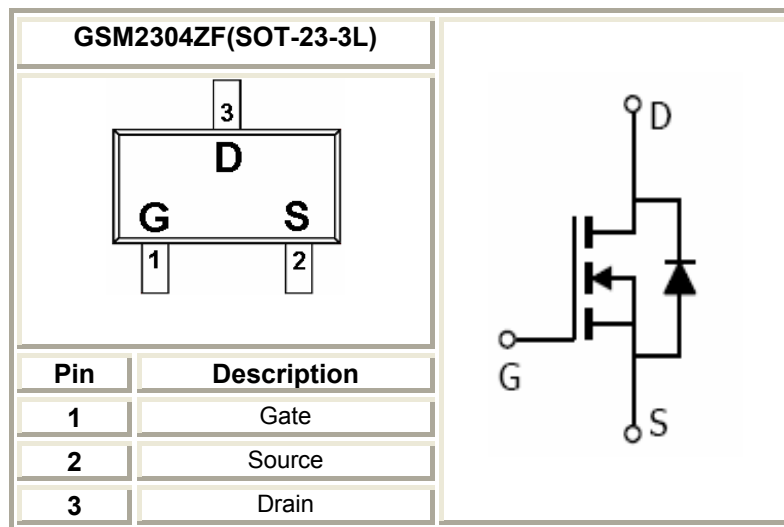 GSM2304ZF(SOT-23-3L)
3
D
G S
1 2
Pin Description
1 Gate
2 Source
3 Drain
D
G
S